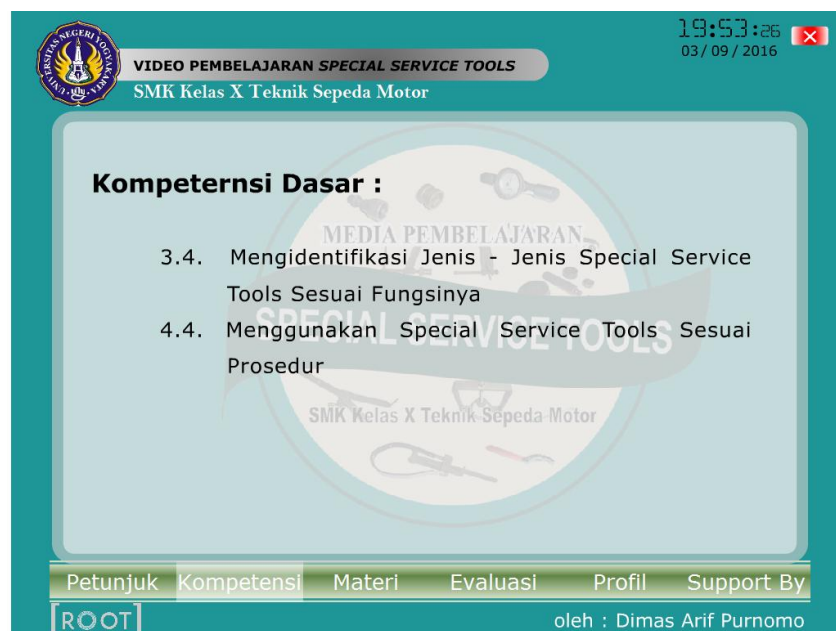 19:53:26
03/09/2016
UNIVERSITAS NEGERI YOGYAKARTA
VIDEO PEMBELAJARAN SPECIAL SERVICE TOOLS
SMK Kelas X Teknik Sepeda Motor
Kompeternsi Dasar :
MEDIA PEMBELAJARAN
3.4. Mengidentifikasi Jenis - Jenis Special Service
Tools Sesuai Fungsinya
SPECIAL SERVICE TOOLS
4.4. Menggunakan Special Service Tools Sesuai
Prosedur
SMK Kelas X Teknik Sepeda Motor
Petunjuk Kompetensi Materi Evaluasi Profil Support By
[ROOT]
oleh : Dimas Arif Purnomo